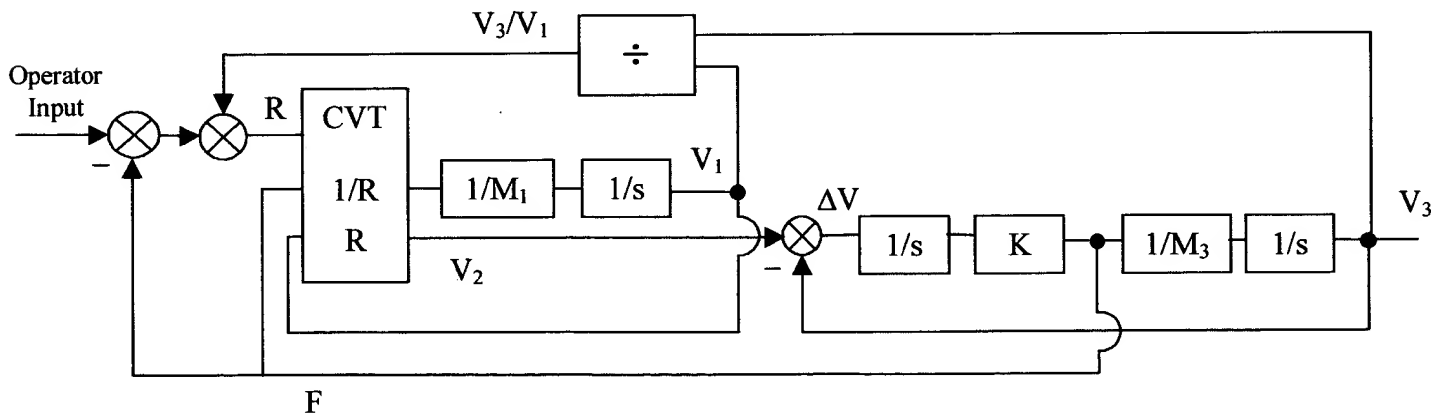 V₃/V₁
÷
Operator
Input
R
CVT
1/R
R
−
1/M₁
1/s
V₁
V₂
ΔV
−
1/s
K
1/M₃
1/s
V₃
F